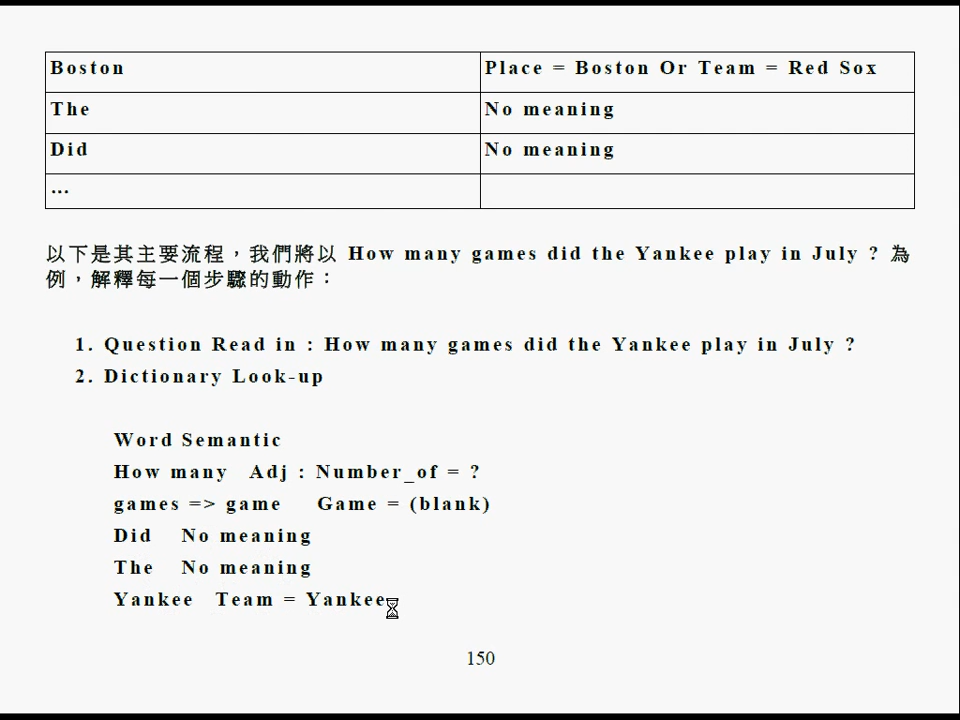 Boston Place = Boston Or Team = Red Sox
The No meaning
Did No meaning
...
以下是其主要流程，我們將以 How many games did the Yankee play in July ? 為
例，解釋每一個步驟的動作：
1. Question Read in : How many games did the Yankee play in July ?
2. Dictionary Look-up
Word Semantic
How many Adj : Number_of = ?
games => game Game = (blank)
Did No meaning
The No meaning
Yankee Team = Yankee
150